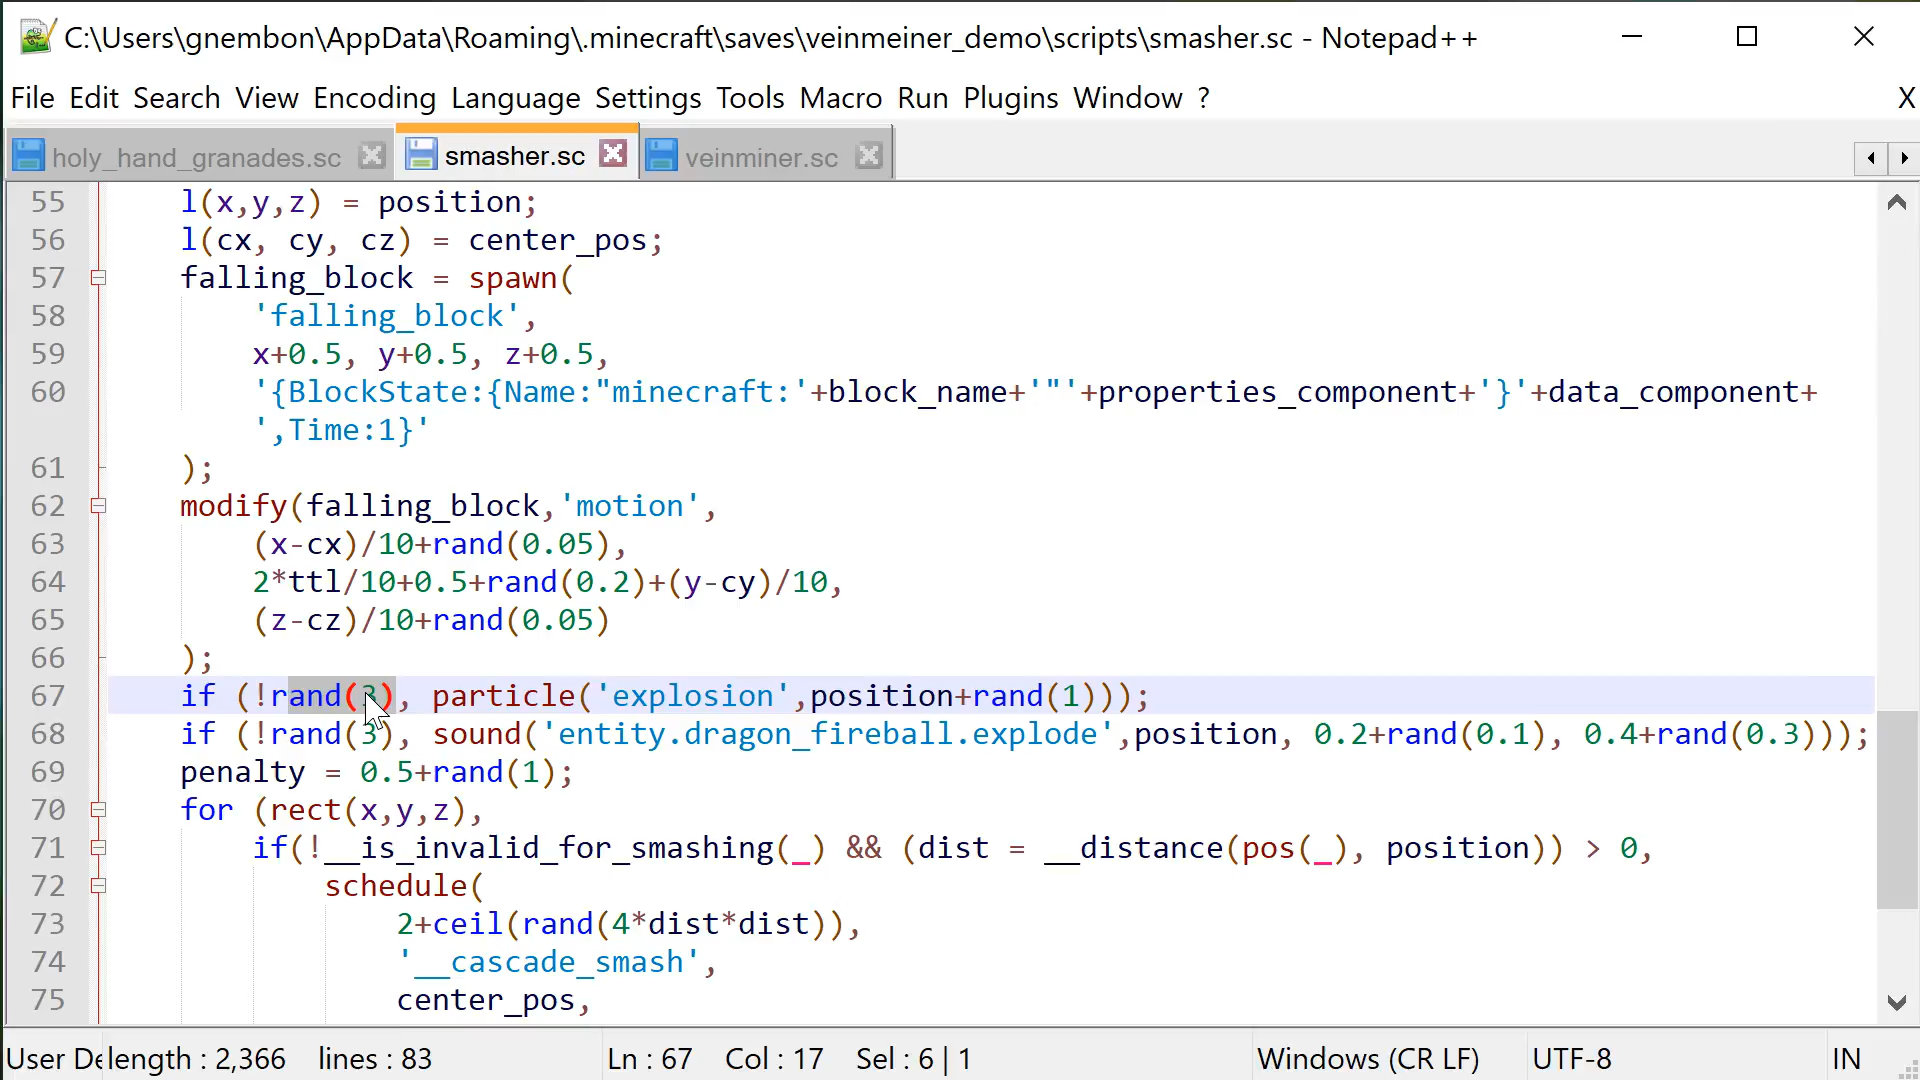 C:\Users\gnembon\AppData\Roaming\.minecraft\saves\veinmeiner_demo\scripts\smasher.sc - Notepad++
File Edit Search View Encoding Language Settings Tools Macro Run Plugins Window ? X
holy_hand_granades.sc smasher.sc veinminer.sc
55 l(x,y,z) = position;
56 l(cx, cy, cz) = center_pos;
57 falling_block = spawn(
58 'falling_block',
59 x+0.5, y+0.5, z+0.5,
60 '{BlockState:{Name:"minecraft:'+block_name+'"'+properties_component+'}'+data_component+
',Time:1}'
61 );
62 modify(falling_block,'motion',
63 (x-cx)/10+rand(0.05),
64 2*ttl/10+0.5+rand(0.2)+(y-cy)/10,
65 (z-cz)/10+rand(0.05)
66 );
67 if (!rand(3), particle('explosion',position+rand(1)));
68 if (!rand(3), sound('entity.dragon_fireball.explode',position, 0.2+rand(0.1), 0.4+rand(0.3)));
69 penalty = 0.5+rand(1);
70 for (rect(x,y,z),
71 if(!__is_invalid_for_smashing(_) && (dist = __distance(pos(_), position)) > 0,
72 schedule(
73 2+ceil(rand(4*dist*dist)),
74 '__cascade_smash',
75 center_pos,
User De length : 2,366 lines : 83 Ln : 67 Col : 17 Sel : 6 | 1 Windows (CR LF) UTF-8 IN